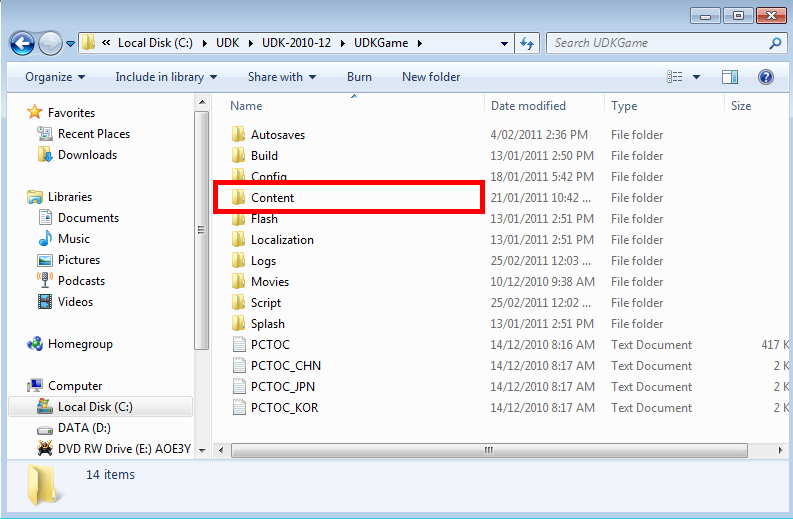 « Local Disk (C:) ▸ UDK ▸ UDK-2010-12 ▸ UDKGame ▸ Search UDKGame
Organize Include in library Share with Burn New folder
Name Date modified Type Size
Favorites
Recent Places
Downloads
Libraries
Documents
Music
Pictures
Podcasts
Videos
Homegroup
Computer
Local Disk (C:)
DATA (D:)
DVD RW Drive (E:) AOE3Y
Autosaves 4/02/2011 2:36 PM File folder
Build 13/01/2011 2:50 PM File folder
Config 18/01/2011 5:42 PM File folder
Content 21/01/2011 10:42 ... File folder
Flash 13/01/2011 2:51 PM File folder
Localization 13/01/2011 2:51 PM File folder
Logs 25/02/2011 12:03 ... File folder
Movies 10/12/2010 9:38 AM File folder
Script 25/02/2011 12:02 ... File folder
Splash 13/01/2011 2:51 PM File folder
PCTOC 14/12/2010 8:16 AM Text Document 417 K
PCTOC_CHN 14/12/2010 8:17 AM Text Document 2 K
PCTOC_JPN 14/12/2010 8:17 AM Text Document 2 K
PCTOC_KOR 14/12/2010 8:17 AM Text Document 2 K
14 items